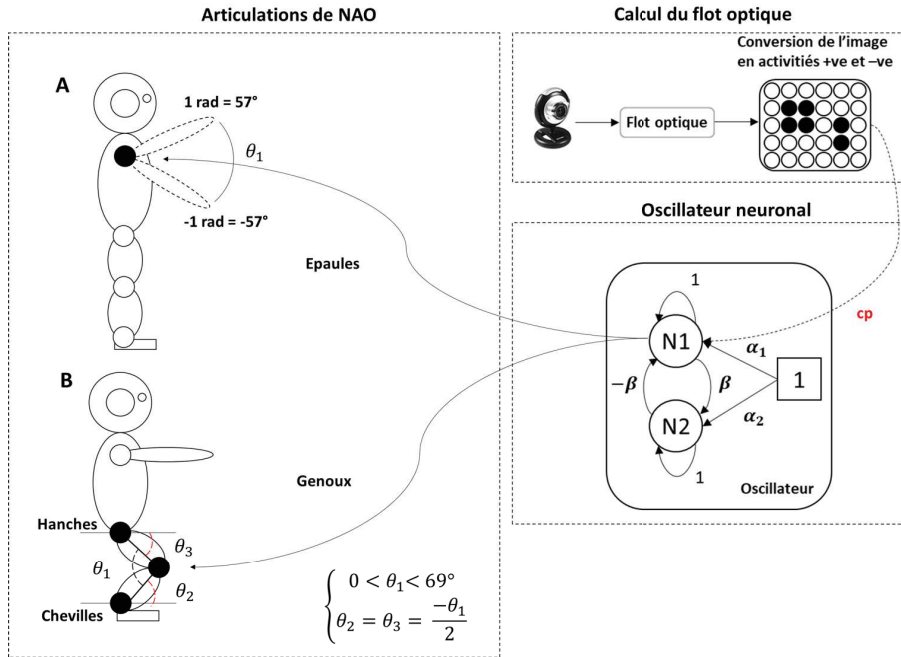 Articulations de NAO
A
1 rad = 57°
θ₁
-1 rad = -57°
Epaules
B
Genoux
Hanches
θ₃
θ₁
θ₂
Chevilles
0 < θ₁ < 69°
θ₂ = θ₃ = -θ₁/2
Calcul du flot optique
Conversion de l'image
en activitiés +ve et –ve
Flot optique
Oscillateur neuronal
cp
1
N1
α₁
1
-β
β
α₂
N2
1
Oscillateur